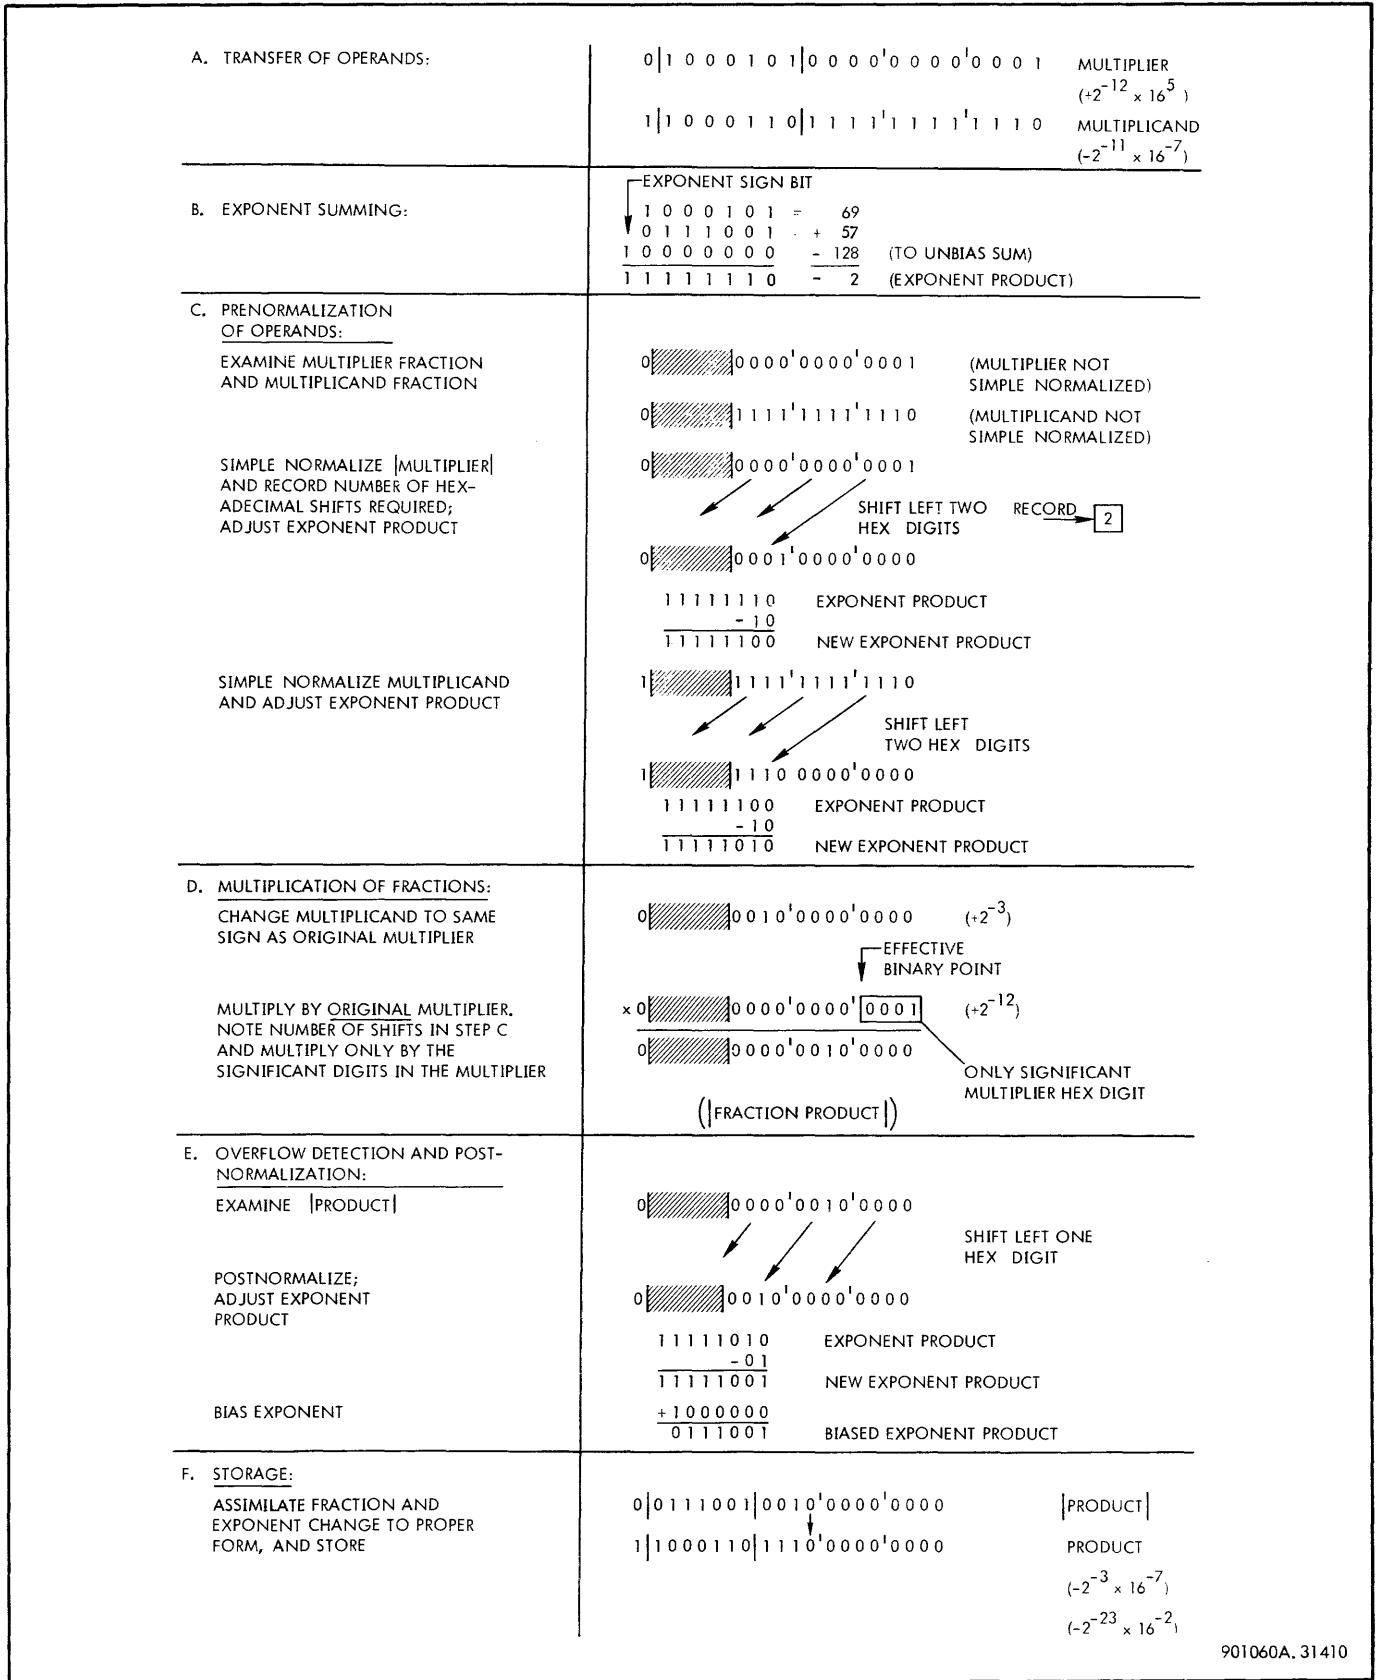 A. TRANSFER OF OPERANDS:
0|1 0 0 0 1 0 1|0 0 0 0'0 0 0 0'0 0 0 1 MULTIPLIER
(+2^-12 x 16^5)
1|1 0 0 0 1 1 0|1 1 1 1'1 1 1 1'1 1 1 0 MULTIPLICAND
(-2^-11 x 16^-7)
EXPONENT SIGN BIT
B. EXPONENT SUMMING:
1 0 0 0 1 0 1 = 69
0 1 1 1 0 0 1 + 57
1 0 0 0 0 0 0 0 - 128 (TO UNBIAS SUM)
1 1 1 1 1 1 1 0 - 2 (EXPONENT PRODUCT)
C. PRENORMALIZATION
OF OPERANDS:
EXAMINE MULTIPLIER FRACTION
AND MULTIPLICAND FRACTION
0| |0 0 0 0'0 0 0 0'0 0 0 1 (MULTIPLIER NOT
SIMPLE NORMALIZED)
0| |1 1 1 1'1 1 1 1'1 1 1 0 (MULTIPLICAND NOT
SIMPLE NORMALIZED)
SIMPLE NORMALIZE |MULTIPLIER|
AND RECORD NUMBER OF HEX-
ADECIMAL SHIFTS REQUIRED;
ADJUST EXPONENT PRODUCT
0| |0 0 0 0'0 0 0 0'0 0 0 1
SHIFT LEFT TWO
HEX DIGITS
RECORD 2
0| |0 0 0 1'0 0 0 0'0 0 0 0
1 1 1 1 1 1 1 0 EXPONENT PRODUCT
- 1 0
1 1 1 1 1 1 0 0 NEW EXPONENT PRODUCT
SIMPLE NORMALIZE MULTIPLICAND
AND ADJUST EXPONENT PRODUCT
1| |1 1 1 1'1 1 1 1'1 1 1 0
SHIFT LEFT
TWO HEX DIGITS
1| |1 1 1 0 0 0 0 0'0 0 0 0
1 1 1 1 1 1 0 0 EXPONENT PRODUCT
- 1 0
1 1 1 1 1 0 1 0 NEW EXPONENT PRODUCT
D. MULTIPLICATION OF FRACTIONS:
CHANGE MULTIPLICAND TO SAME
SIGN AS ORIGINAL MULTIPLIER
0| |0 0 1 0'0 0 0 0'0 0 0 0 (+2^-3)
EFFECTIVE
BINARY POINT
MULTIPLY BY ORIGINAL MULTIPLIER.
NOTE NUMBER OF SHIFTS IN STEP C
AND MULTIPLY ONLY BY THE
SIGNIFICANT DIGITS IN THE MULTIPLIER
x 0| |0 0 0 0'0 0 0 0'0 0 0 1 (+2^-12)
0| |0 0 0 0'0 0 1 0'0 0 0 0
ONLY SIGNIFICANT
MULTIPLIER HEX DIGIT
(|FRACTION PRODUCT|)
E. OVERFLOW DETECTION AND POST-
NORMALIZATION:
EXAMINE |PRODUCT|
0| |0 0 0 0'0 0 1 0'0 0 0 0
SHIFT LEFT ONE
HEX DIGIT
POSTNORMALIZE;
ADJUST EXPONENT
PRODUCT
0| |0 0 1 0'0 0 0 0'0 0 0 0
1 1 1 1 1 0 1 0 EXPONENT PRODUCT
- 0 1
1 1 1 1 1 0 0 1 NEW EXPONENT PRODUCT
BIAS EXPONENT
+1 0 0 0 0 0 0
0 1 1 1 0 0 1 BIASED EXPONENT PRODUCT
F. STORAGE:
ASSIMILATE FRACTION AND
EXPONENT CHANGE TO PROPER
FORM, AND STORE
0|0 1 1 1 0 0 1|0 0 1 0'0 0 0 0'0 0 0 0 |PRODUCT|
1|1 0 0 0 1 1 0|1 1 1 0'0 0 0 0'0 0 0 0 PRODUCT
(-2^-3 x 16^-7)
(-2^-23 x 16^-2)
901060A. 31410